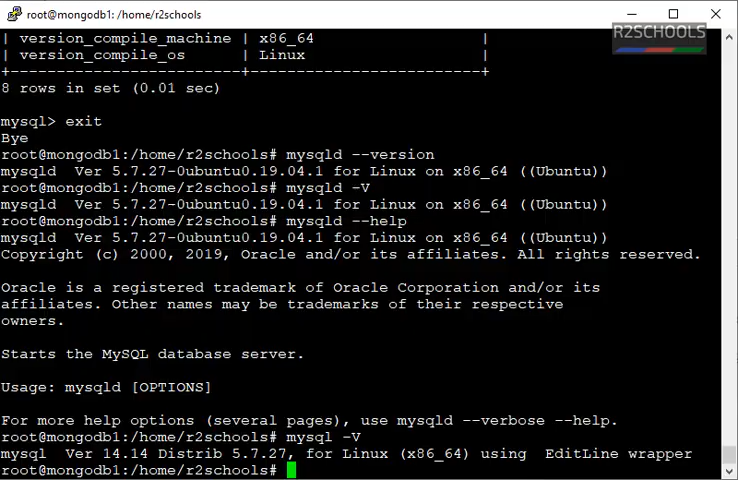 root@mongodb1: /home/r2schools
R2SCHOOLS
| version_compile_machine | x86_64                   |
| version_compile_os      | Linux                    |
+-------------------------+--------------------------+
8 rows in set (0.01 sec)
mysql> exit
Bye
root@mongodb1:/home/r2schools# mysqld --version
mysqld  Ver 5.7.27-0ubuntu0.19.04.1 for Linux on x86_64 ((Ubuntu))
root@mongodb1:/home/r2schools# mysqld -V
mysqld  Ver 5.7.27-0ubuntu0.19.04.1 for Linux on x86_64 ((Ubuntu))
root@mongodb1:/home/r2schools# mysqld --help
mysqld  Ver 5.7.27-0ubuntu0.19.04.1 for Linux on x86_64 ((Ubuntu))
Copyright (c) 2000, 2019, Oracle and/or its affiliates. All rights reserved.
Oracle is a registered trademark of Oracle Corporation and/or its
affiliates. Other names may be trademarks of their respective
owners.
Starts the MySQL database server.
Usage: mysqld [OPTIONS]
For more help options (several pages), use mysqld --verbose --help.
root@mongodb1:/home/r2schools# mysql -V
mysql  Ver 14.14 Distrib 5.7.27, for Linux (x86_64) using  EditLine wrapper
root@mongodb1:/home/r2schools#